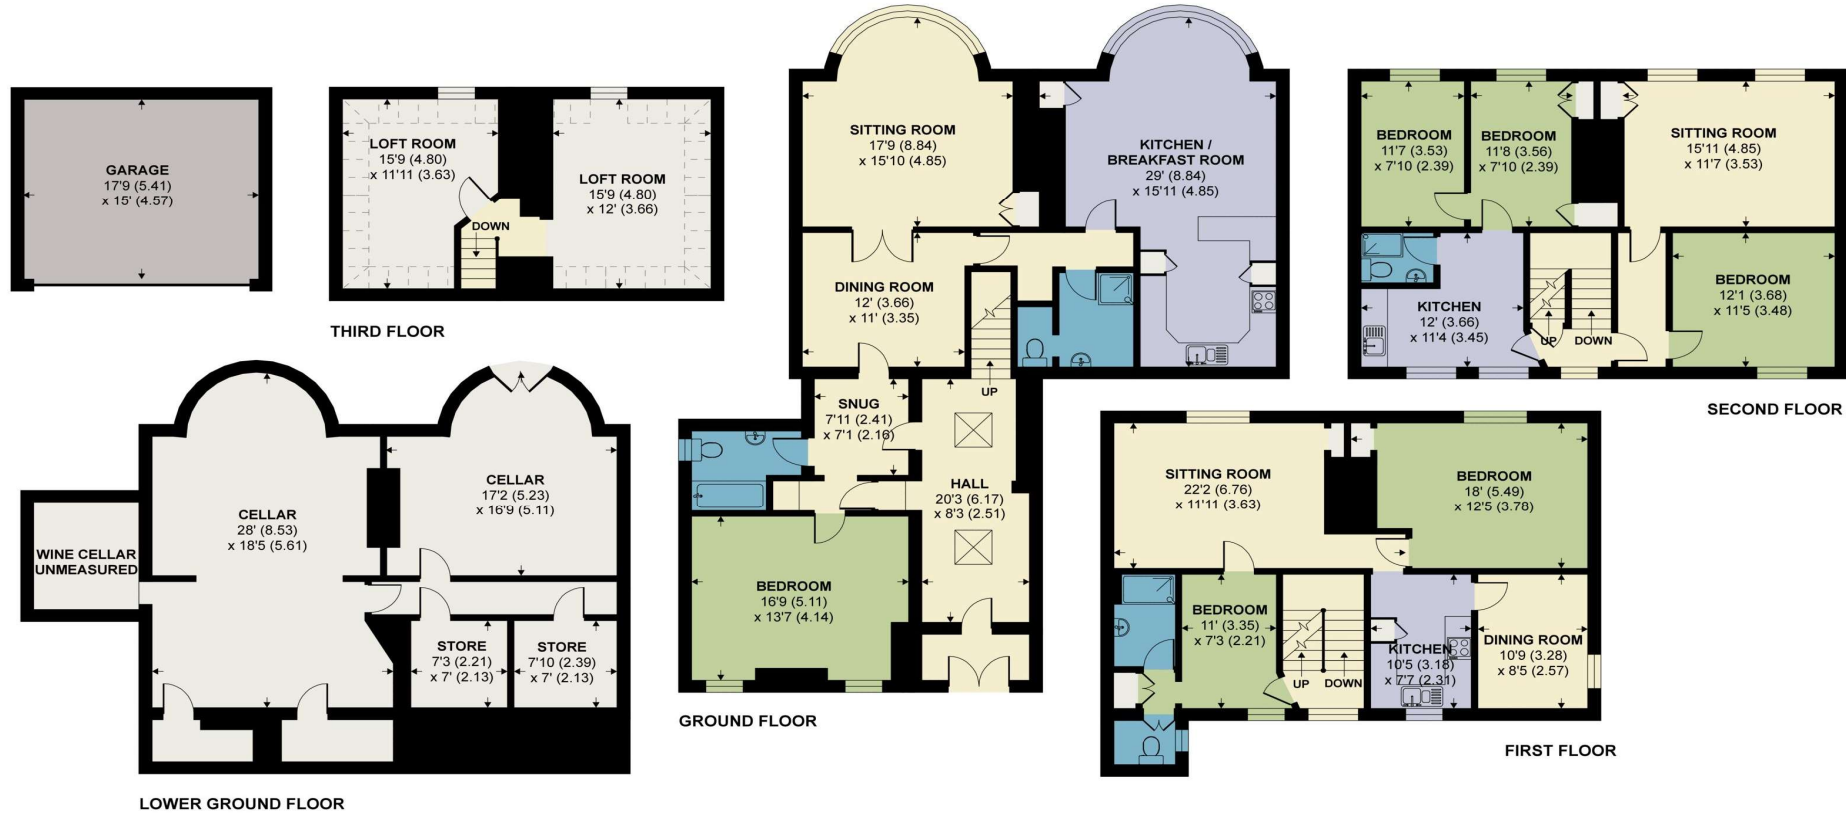 GARAGE
17'9 (5.41)
x 15' (4.57)
LOFT ROOM
15'9 (4.80)
x 11'11 (3.63)
LOFT ROOM
15'9 (4.80)
x 12' (3.66)
DOWN
THIRD FLOOR
CELLAR
28' (8.53)
x 18'5 (5.61)
CELLAR
17'2 (5.23)
x 16'9 (5.11)
WINE CELLAR
UNMEASURED
STORE
7'3 (2.21)
x 7' (2.13)
STORE
7'10 (2.39)
x 7' (2.13)
LOWER GROUND FLOOR
SITTING ROOM
17'9 (8.84)
x 15'10 (4.85)
KITCHEN /
BREAKFAST ROOM
29' (8.84)
x 15'11 (4.85)
DINING ROOM
12' (3.66)
x 11' (3.35)
UP
SNUG
7'11 (2.41)
x 7'1 (2.16)
HALL
20'3 (6.17)
x 8'3 (2.51)
BEDROOM
16'9 (5.11)
x 13'7 (4.14)
GROUND FLOOR
BEDROOM
11'7 (3.53)
x 7'10 (2.39)
BEDROOM
11'8 (3.56)
x 7'10 (2.39)
SITTING ROOM
15'11 (4.85)
x 11'7 (3.53)
KITCHEN
12' (3.66)
x 11'4 (3.45)
UP
DOWN
BEDROOM
12'1 (3.68)
x 11'5 (3.48)
SECOND FLOOR
SITTING ROOM
22'2 (6.76)
x 11'11 (3.63)
BEDROOM
18' (5.49)
x 12'5 (3.78)
BEDROOM
11' (3.35)
x 7'3 (2.21)
UP
DOWN
KITCHEN
10'5 (3.18)
x 7'7 (2.31)
DINING ROOM
10'9 (3.28)
x 8'5 (2.57)
FIRST FLOOR